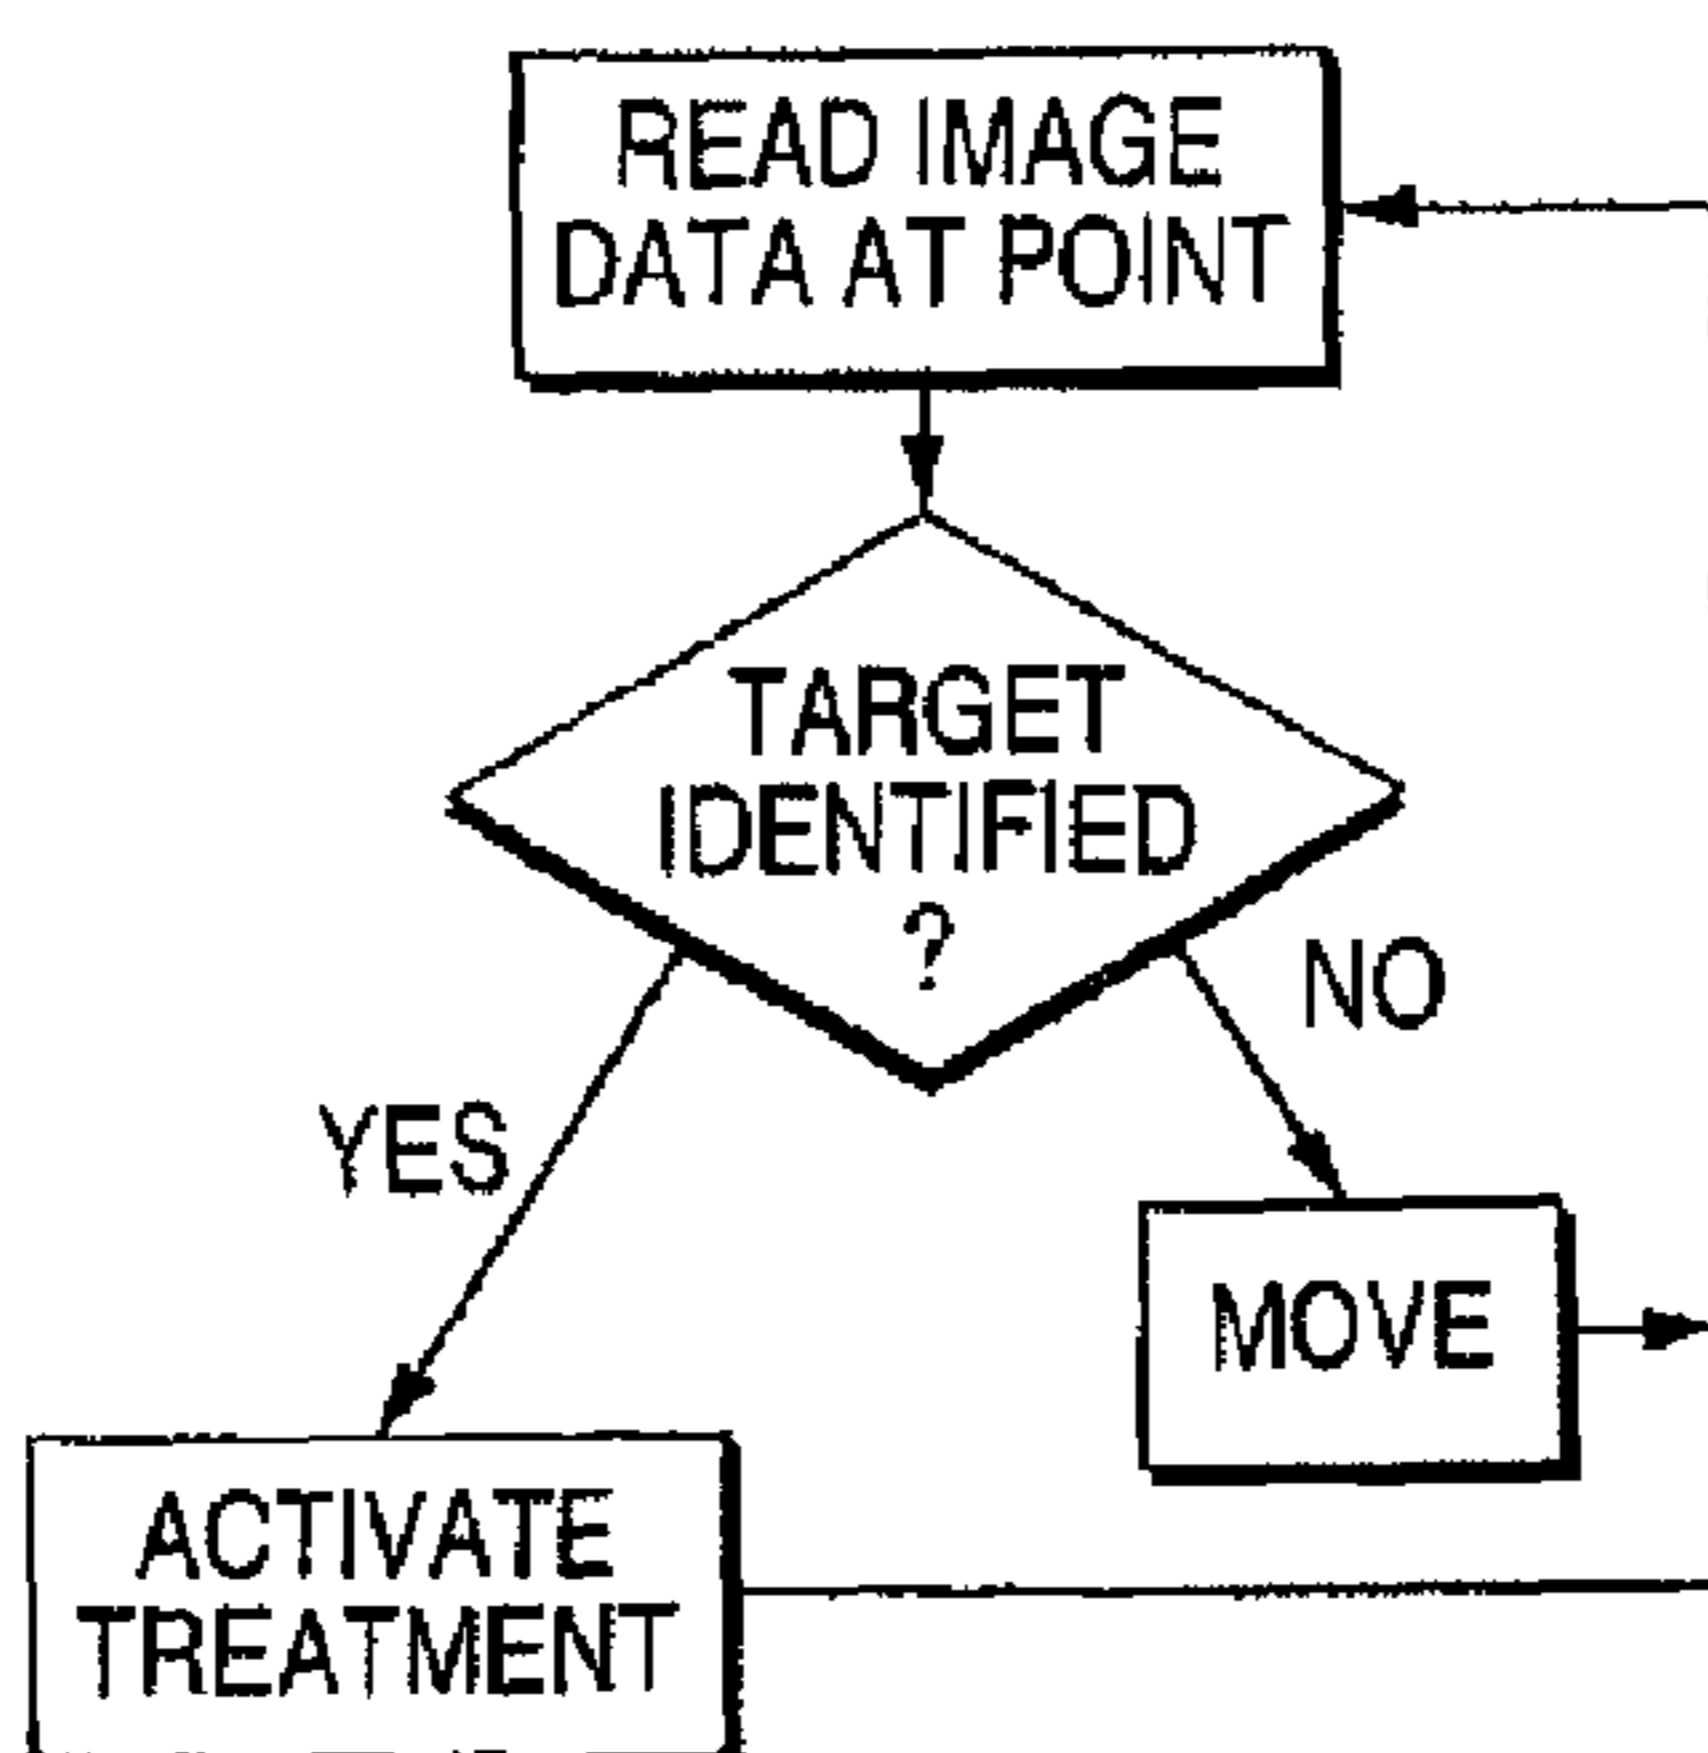 READ IMAGE
DATA AT POINT
TARGET
IDENTIFIED
?
NO
YES
MOVE
ACTIVATE
TREATMENT